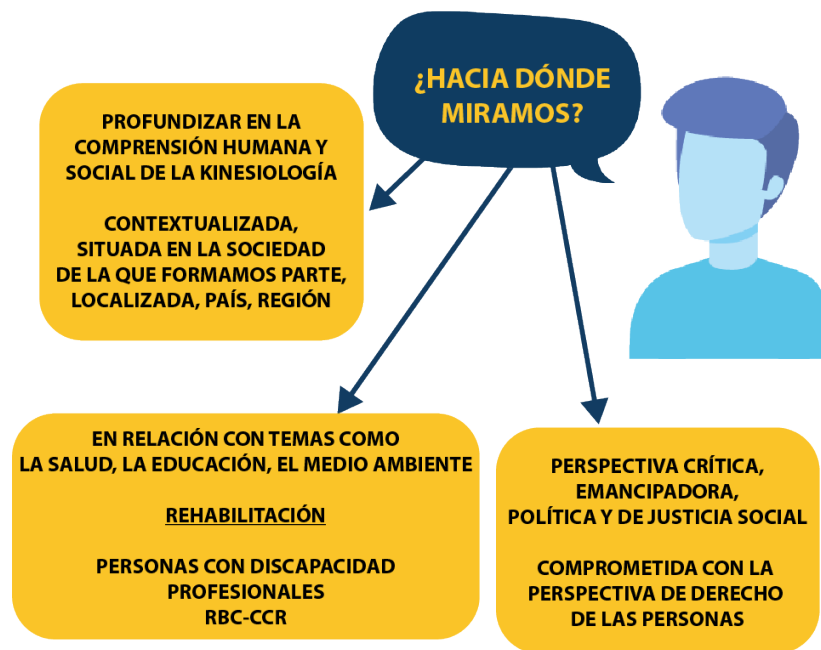 ¿HACIA DÓNDE
MIRAMOS?
PROFUNDIZAR EN LA
COMPRENSIÓN HUMANA Y
SOCIAL DE LA KINESIOLOGÍA
CONTEXTUALIZADA,
SITUADA EN LA SOCIEDAD
DE LA QUE FORMAMOS PARTE,
LOCALIZADA, PAÍS, REGIÓN
EN RELACIÓN CON TEMAS COMO
LA SALUD, LA EDUCACIÓN, EL MEDIO AMBIENTE
REHABILITACIÓN
PERSONAS CON DISCAPACIDAD
PROFESIONALES
RBC-CCR
PERSPECTIVA CRÍTICA,
EMANCIPADORA,
POLÍTICA Y DE JUSTICIA SOCIAL
COMPROMETIDA CON LA
PERSPECTIVA DE DERECHO
DE LAS PERSONAS